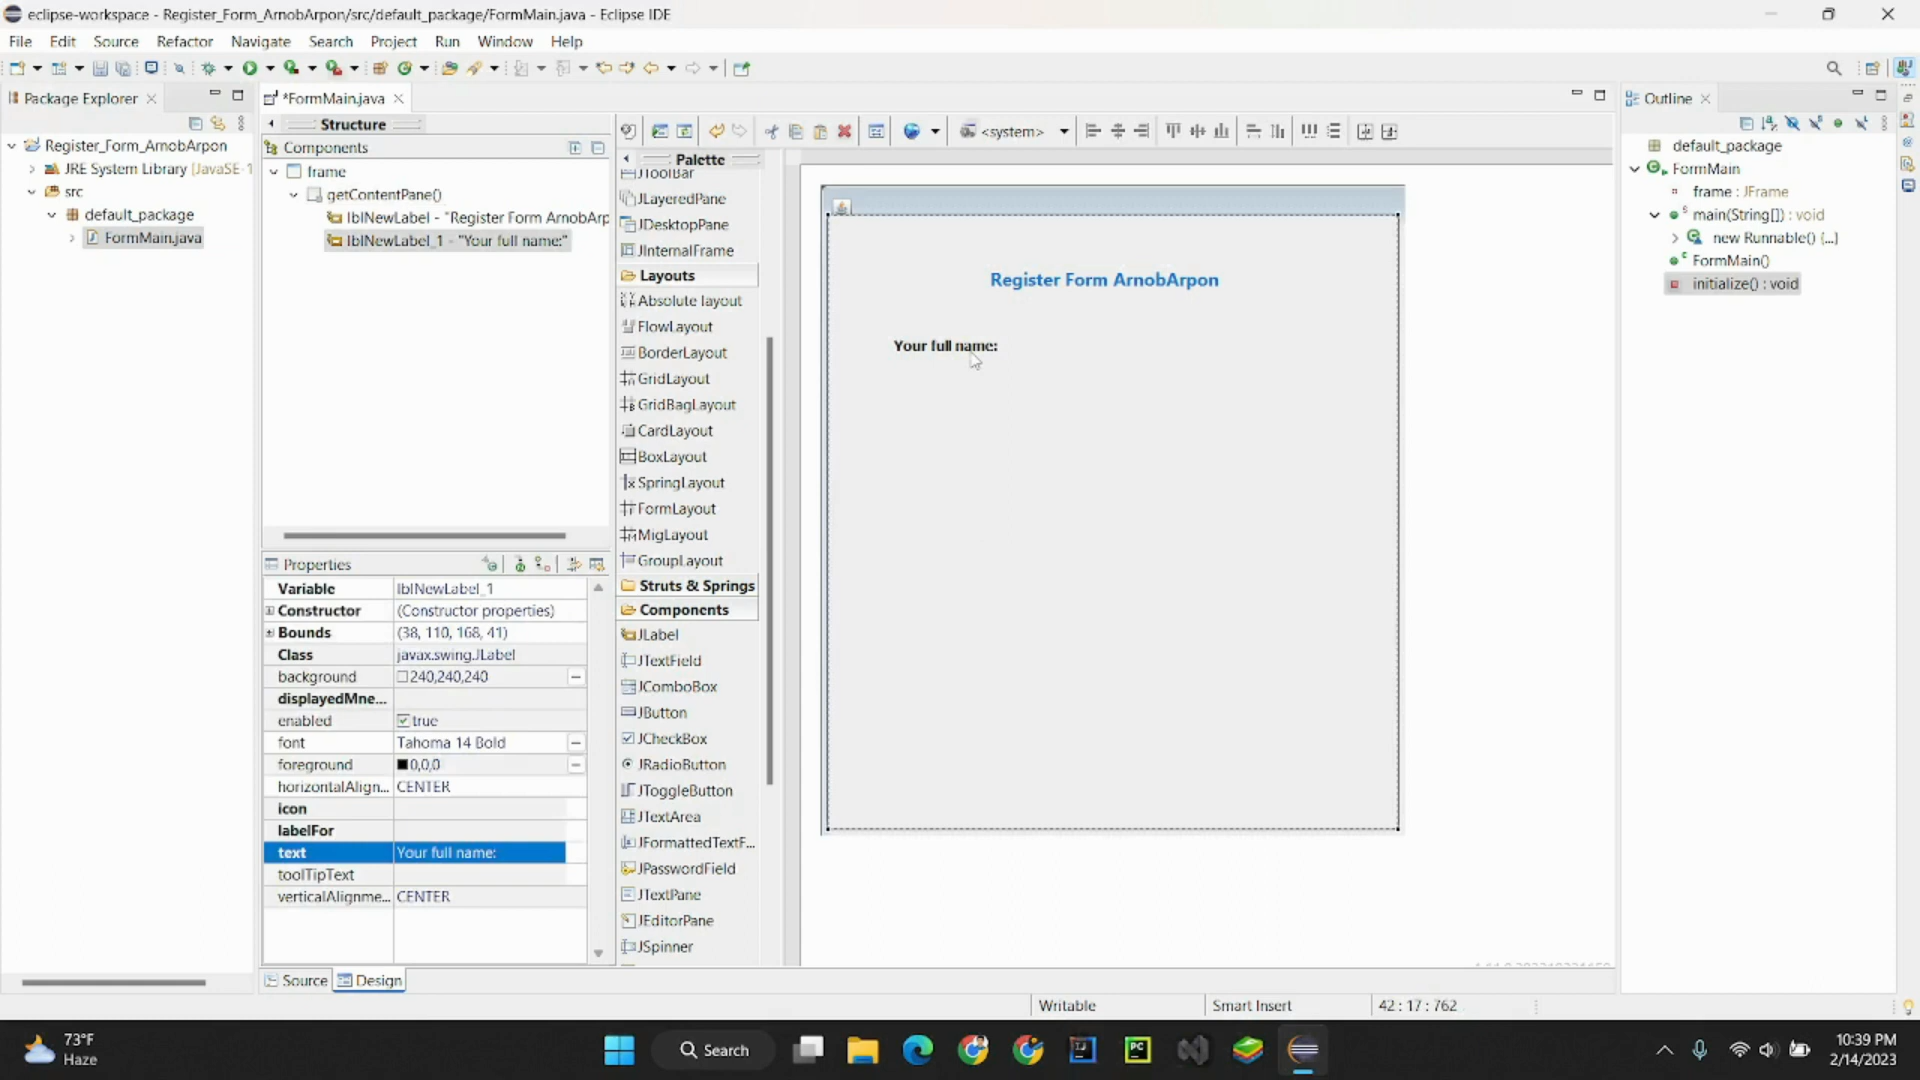 eclipse-workspace - Register_Form_ArnobArpon/src/default_package/FormMain.java - Eclipse IDE
File Edit Source Refactor Navigate Search Project Run Window Help
Package Explorer
Register_Form_ArnobArpon
JRE System Library [JavaSE-1
src
default_package
FormMain.java
*FormMain.java
Structure
Components
frame
getContentPane()
lblNewLabel - "Register Form ArnobArp
lblNewLabel_1 - "Your full name:"
Properties
Variable lblNewLabel_1
Constructor (Constructor properties)
Bounds (38, 110, 168, 41)
Class javax.swing.JLabel
background 240,240,240
displayedMne...
enabled true
font Tahoma 14 Bold
foreground 0,0,0
horizontalAlign... CENTER
icon
labelFor
text Your full name:
toolTipText
verticalAlignme... CENTER
Source Design
<system>
Palette
JToolBar
JLayeredPane
JDesktopPane
JInternalFrame
Layouts
Absolute layout
FlowLayout
BorderLayout
GridLayout
GridBagLayout
CardLayout
BoxLayout
SpringLayout
FormLayout
MigLayout
GroupLayout
Struts & Springs
Components
JLabel
JTextField
JComboBox
JButton
JCheckBox
JRadioButton
JToggleButton
JTextArea
JFormattedTextF...
JPasswordField
JTextPane
JEditorPane
JSpinner
Register Form ArnobArpon
Your full name:
Outline
default_package
FormMain
frame : JFrame
main(String[]) : void
new Runnable() {...}
FormMain()
initialize() : void
Writable Smart Insert 42 : 17 : 762
73°F
Haze
Search
10:39 PM
2/14/2023